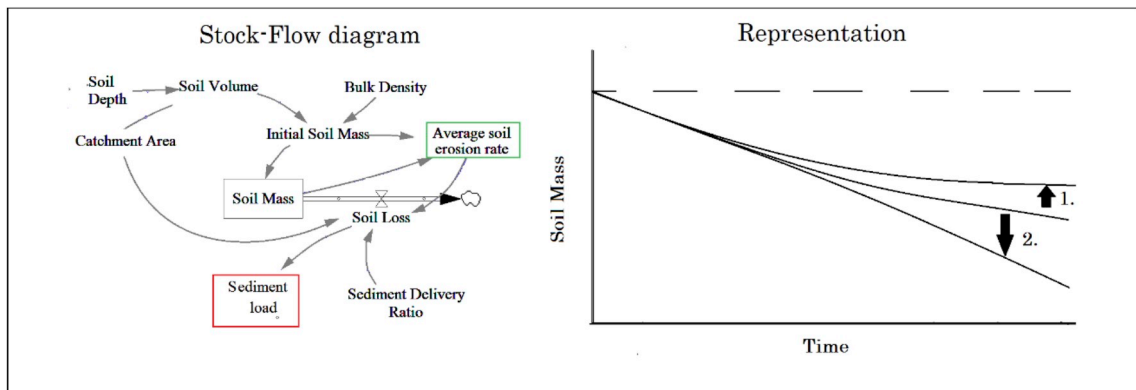 Stock-Flow diagram
Soil
Depth
Soil Volume
Bulk Density
Catchment Area
Initial Soil Mass
Average soil
erosion rate
Soil Mass
Soil Loss
Sediment
load
Sediment Delivery
Ratio
Representation
Soil Mass
1.
2.
Time